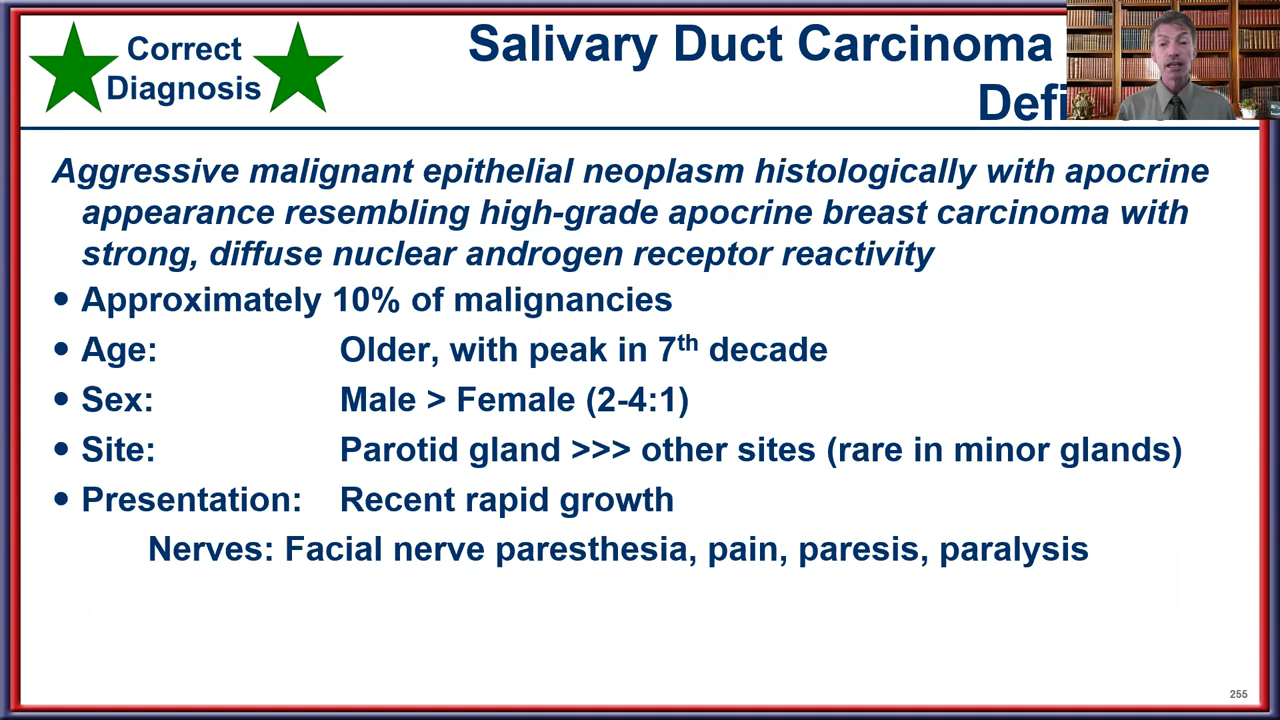 Correct
Diagnosis
Salivary Duct Carcinoma
Aggressive malignant epithelial neoplasm histologically with apocrine
appearance resembling high-grade apocrine breast carcinoma with
strong, diffuse nuclear androgen receptor reactivity
• Approximately 10% of malignancies
• Age: Older, with peak in 7th decade
• Sex: Male > Female (2-4:1)
• Site: Parotid gland >>> other sites (rare in minor glands)
• Presentation: Recent rapid growth
Nerves: Facial nerve paresthesia, pain, paresis, paralysis
255